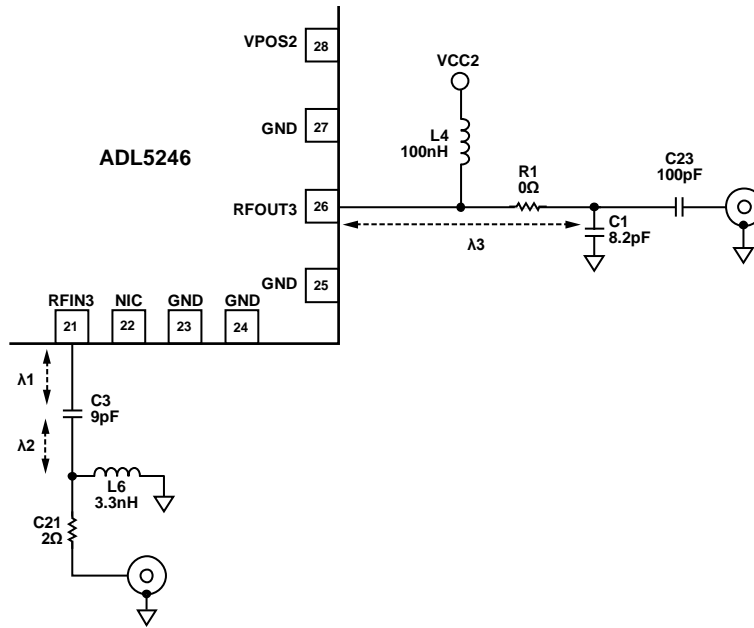 VPOS2
28
VCC2
GND
27
L4
100nH
C23
100pF
ADL5246
R1
0Ω
RFOUT3
26
C1
8.2pF
λ3
GND
25
RFIN3 NIC GND GND
21 22 23 24
λ1
C3
9pF
λ2
L6
3.3nH
C21
2Ω